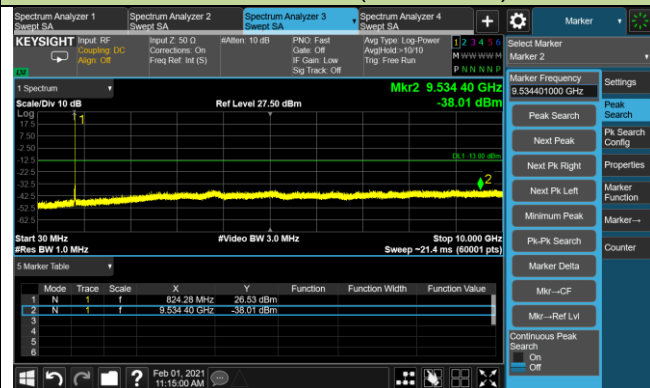 Spectrum Analyzer 1
Swept SA
Spectrum Analyzer 2
Swept SA
Spectrum Analyzer 3
Swept SA
Spectrum Analyzer 4
Swept SA
Marker
KEYSIGHT
Input: RF
Coupling: DC
Align: Off
Input Z: 50 Ω
Corrections: On
Freq Ref: Int (S)
#Atten: 10 dB
PNO: Fast
Gate: Off
IF Gain: Low
Sig Track: Off
Avg Type: Log-Power
Avg|Hold:>10/10
Trig: Free Run
1 2 3 4 5 6
M W W W W M
P N N N N P
LW
Select Marker
Marker 2
1 Spectrum
Mkr2 9.534 40 GHz
Scale/Div 10 dB
Ref Level 27.50 dBm
-38.01 dBm
Log
17.5
7.50
-2.50
-12.5
-22.5
-32.5
-42.5
-52.5
-62.5
1
DL1 -13.00 dBm
2
Start 30 MHz
#Video BW 3.0 MHz
Stop 10.000 GHz
#Res BW 1.0 MHz
Sweep ~21.4 ms (60001 pts)
5 Marker Table
Mode Trace Scale X Y Function Function Width Function Value
1 N 1 f 824.28 MHz 26.53 dBm
2 N 1 f 9.534 40 GHz -38.01 dBm
3
4
5
6
Marker Frequency
9.534401000 GHz
Peak Search
Next Peak
Next Pk Right
Next Pk Left
Minimum Peak
Pk-Pk Search
Marker Delta
Mkr→CF
Mkr→Ref Lvl
Continuous Peak
Search
On
Off
Settings
Peak
Search
Pk Search
Config
Properties
Marker
Function
Marker→
Counter
?
Feb 01, 2021
11:15:00 AM